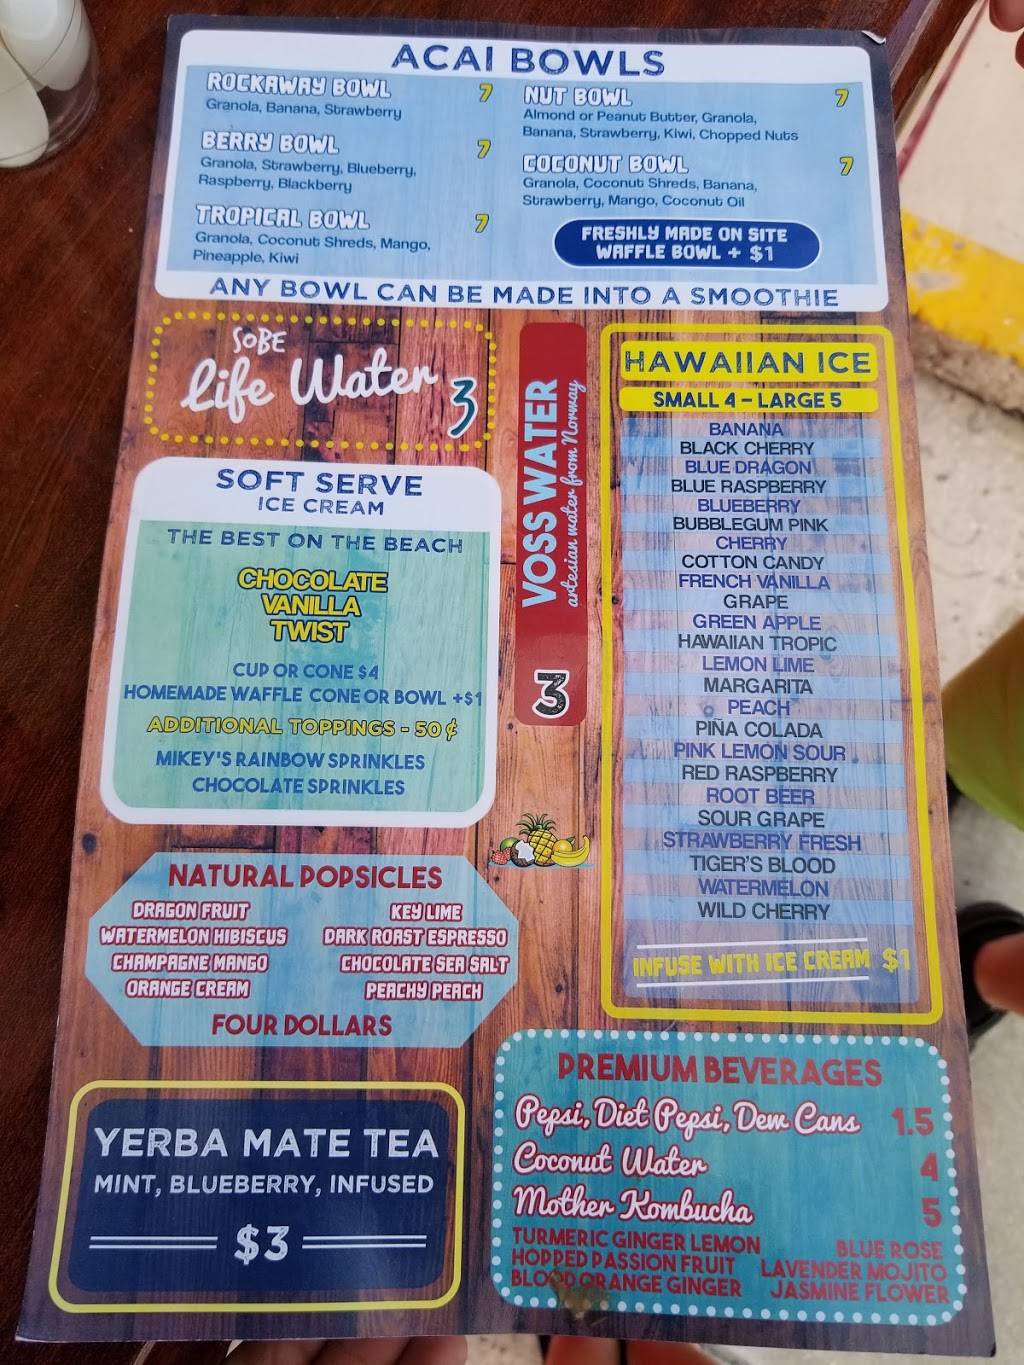 ACAI BOWLS
ROCKAWAY BOWL 7
Granola, Banana, Strawberry
BERRY BOWL 7
Granola, Strawberry, Blueberry,
Raspberry, Blackberry
TROPICAL BOWL 7
Granola, Coconut Shreds, Mango,
Pineapple, Kiwi
NUT BOWL 7
Almond or Peanut Butter, Granola,
Banana, Strawberry, Kiwi, Chopped Nuts
COCONUT BOWL 7
Granola, Coconut Shreds, Banana,
Strawberry, Mango, Coconut Oil
FRESHLY MADE ON SITE
WAFFLE BOWL + $1
ANY BOWL CAN BE MADE INTO A SMOOTHIE
SOBE
Life Water 3
SOFT SERVE
ICE CREAM
THE BEST ON THE BEACH
CHOCOLATE
VANILLA
TWIST
CUP OR CONE $4
HOMEMADE WAFFLE CONE OR BOWL +$1
ADDITIONAL TOPPINGS - 50¢
MIKEY'S RAINBOW SPRINKLES
CHOCOLATE SPRINKLES
VOSS WATER
artesian water from Norway
3
HAWAIIAN ICE
SMALL 4 - LARGE 5
BANANA
BLACK CHERRY
BLUE DRAGON
BLUE RASPBERRY
BLUEBERRY
BUBBLEGUM PINK
CHERRY
COTTON CANDY
FRENCH VANILLA
GRAPE
GREEN APPLE
HAWAIIAN TROPIC
LEMON LIME
MARGARITA
PEACH
PIÑA COLADA
PINK LEMON SOUR
RED RASPBERRY
ROOT BEER
SOUR GRAPE
STRAWBERRY FRESH
TIGER'S BLOOD
WATERMELON
WILD CHERRY
INFUSE WITH ICE CREAM $1
NATURAL POPSICLES
DRAGON FRUIT
WATERMELON HIBISCUS
CHAMPAGNE MANGO
ORANGE CREAM
KEY LIME
DARK ROAST ESPRESSO
CHOCOLATE SEA SALT
PEACHY PEACH
FOUR DOLLARS
YERBA MATE TEA
MINT, BLUEBERRY, INFUSED
$3
PREMIUM BEVERAGES
Pepsi, Diet Pepsi, Dew Cans 1.5
Coconut Water 4
Mother Kombucha 5
TURMERIC GINGER LEMON
HOPPED PASSION FRUIT
BLOOD ORANGE GINGER
BLUE ROSE
LAVENDER MOJITO
JASMINE FLOWER